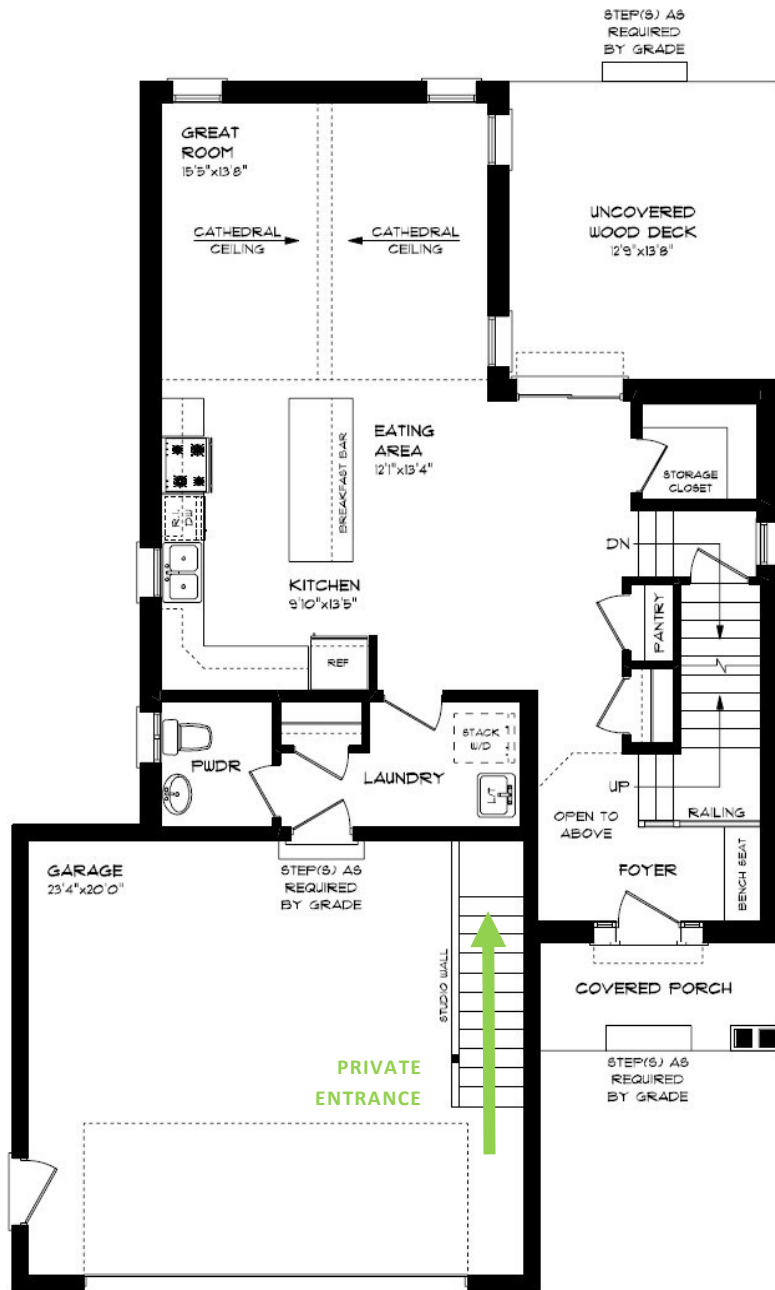 STEP(S) AS
REQUIRED
BY GRADE
GREAT
ROOM
15'5"x13'8"
CATHEDRAL
CEILING
CATHEDRAL
CEILING
UNCOVERED
WOOD DECK
12'9"x13'8"
EATING
AREA
12'1"x13'4"
BREAKFAST BAR
R.I.
DW
STORAGE
CLOSET
DN
KITCHEN
9'10"x13'5"
PANTRY
REF
STACK
W/D
PWDR
LAUNDRY
L/T
UP
RAILING
OPEN TO
ABOVE
GARAGE
23'4"x20'0"
STEP(S) AS
REQUIRED
BY GRADE
FOYER
BENCH SEAT
STUDIO WALL
COVERED PORCH
PRIVATE
ENTRANCE
STEP(S) AS
REQUIRED
BY GRADE